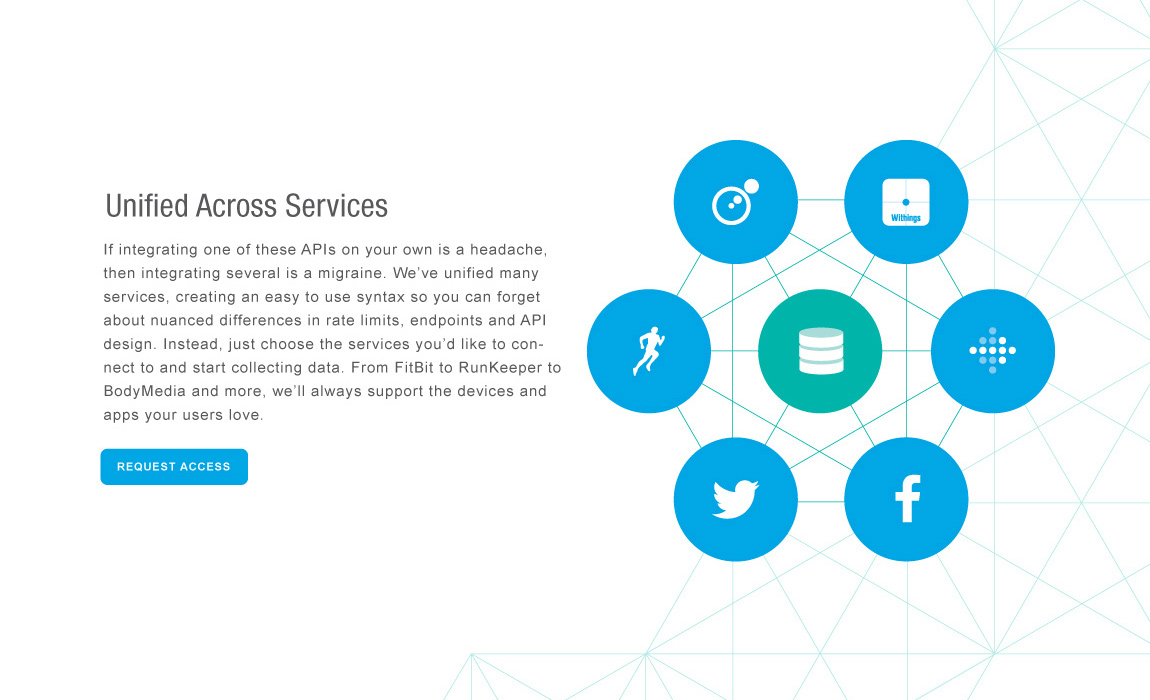 Unified Across Services
If integrating one of these APIs on your own is a headache,
then integrating several is a migraine. We’ve unified many
services, creating an easy to use syntax so you can forget
about nuanced differences in rate limits, endpoints and API
design. Instead, just choose the services you’d like to con-
nect to and start collecting data. From FitBit to RunKeeper to
BodyMedia and more, we’ll always support the devices and
apps your users love.
REQUEST ACCESS
Withings